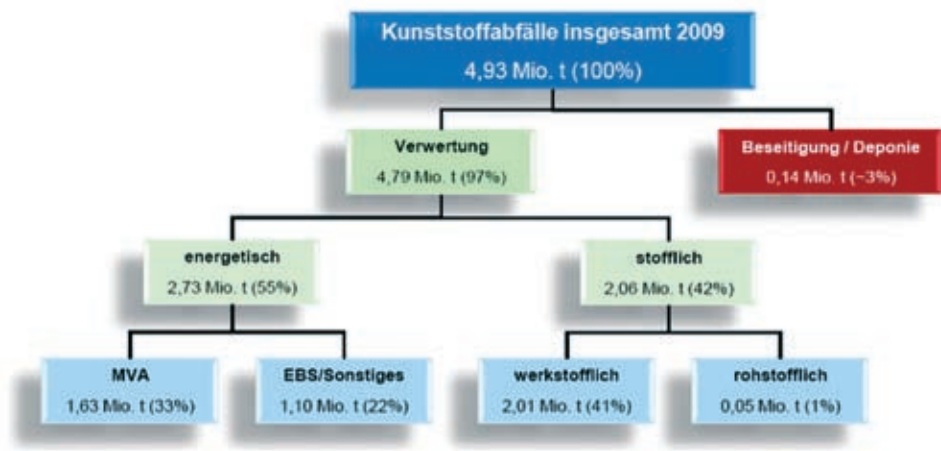 Kunststoffabfälle insgesamt 2009
4,93 Mio. t (100%)
Verwertung
4,79 Mio. t (97%)
Beseitigung / Deponie
0,14 Mio. t (~3%)
energetisch
2,73 Mio. t (55%)
stofflich
2,06 Mio. t (42%)
MVA
1,63 Mio. t (33%)
EBS/Sonstiges
1,10 Mio. t (22%)
werkstofflich
2,01 Mio. t (41%)
rohstofflich
0,05 Mio. t (1%)